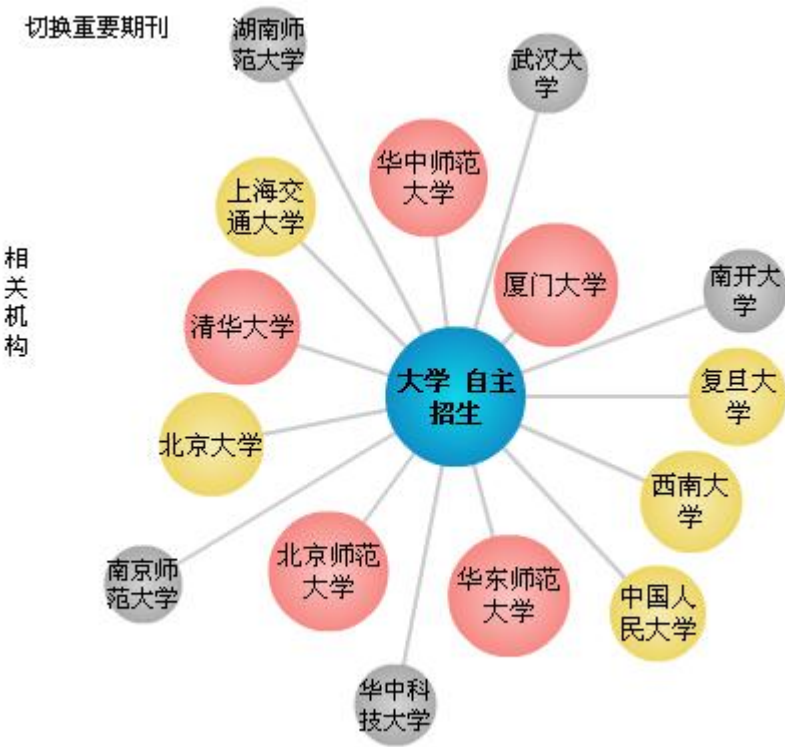 切换重要期刊
湖南师
范大学
武汉大
学
华中师范
大学
上海交
通大学
厦门大学
南开大
学
相
关
机
构
清华大学
大学 自主
招生
复旦大
学
北京大学
西南大
学
北京师范
大学
华东师范
大学
南京师
范大学
中国人
民大学
华中科
技大学